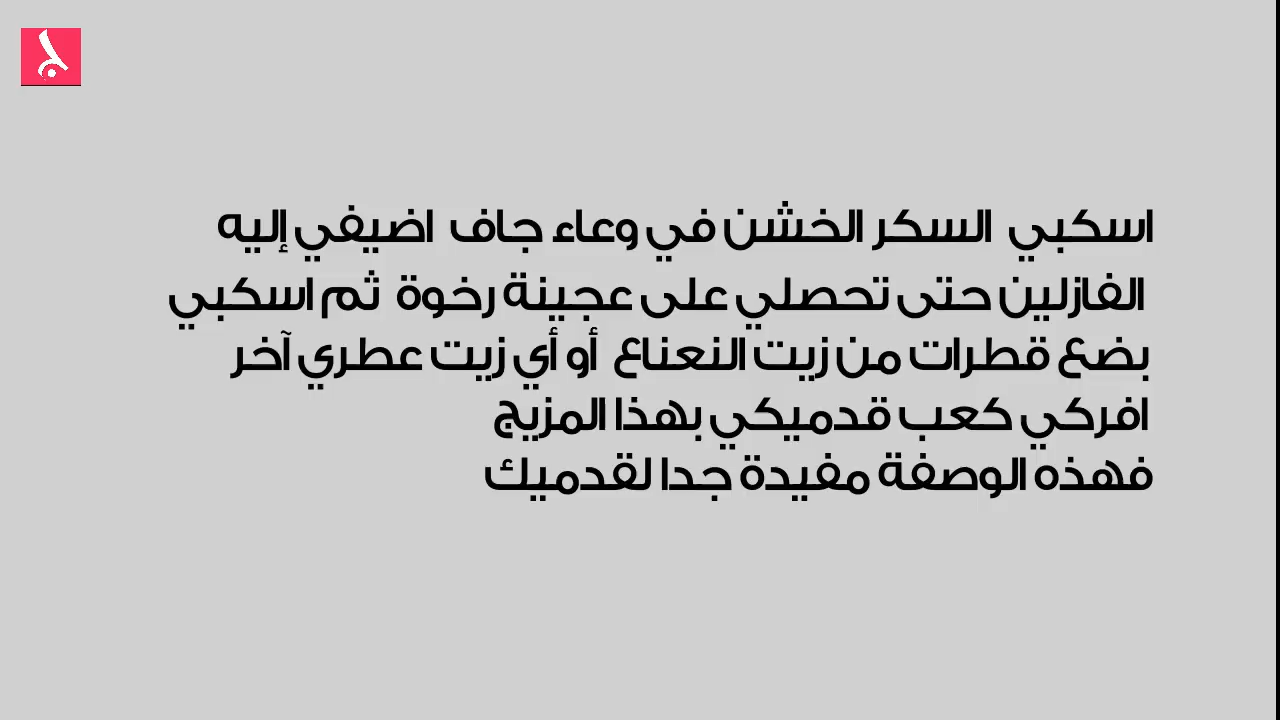 اسكبي السكر الخشن في وعاء جاف اضيفي إليه
الفازلين حتى تحصلي على عجينة رخوة ثم اسكبي
بضع قطرات من زيت النعناع أو أي زيت عطري آخر
افركي كعب قدميكي بهذا المزيج
فهذه الوصفة مفيدة جدا لقدميك